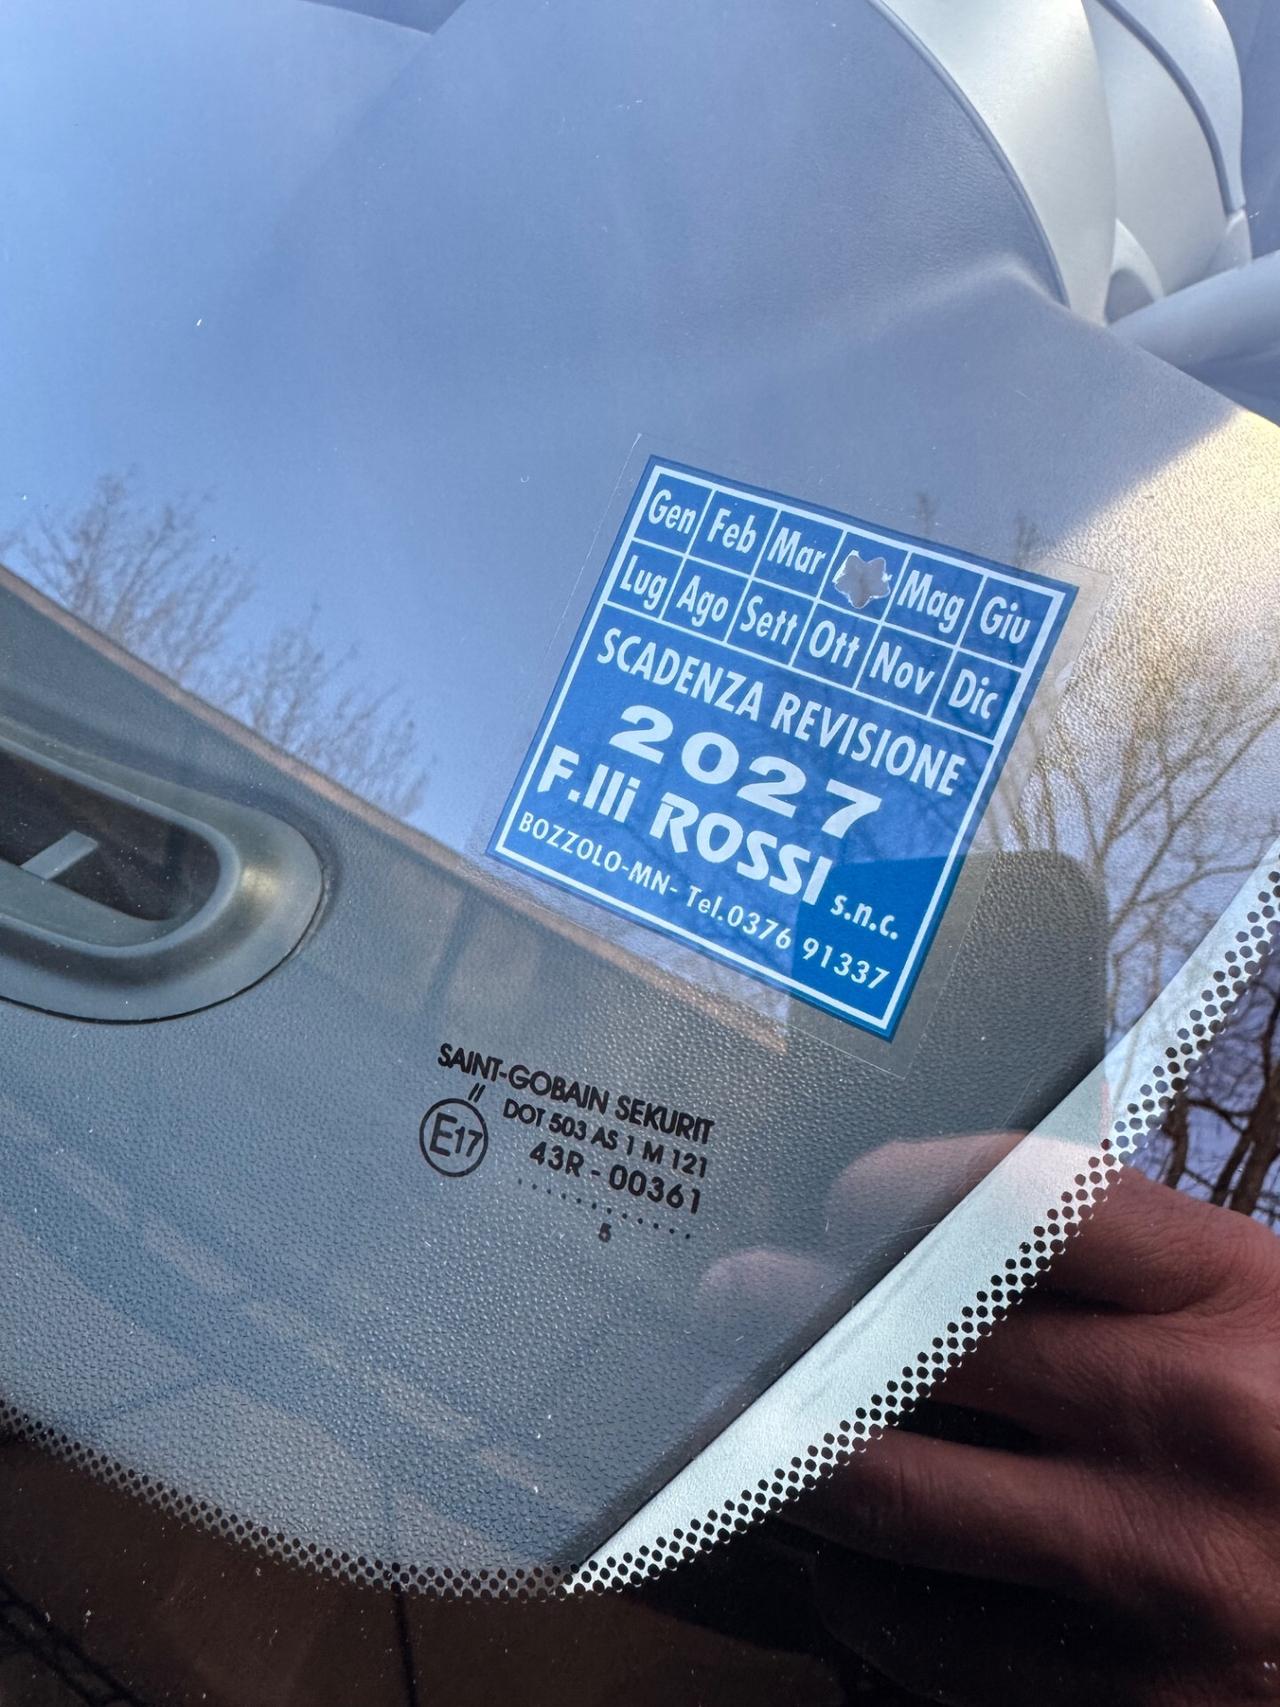 Gen Feb Mar Mag Giu
Lug Ago Sett Ott Nov Dic
SCADENZA REVISIONE
2027
F.lli ROSSI s.n.c.
BOZZOLO-MN- Tel.0376 91337
SAINT-GOBAIN SEKURIT
//
DOT 503 AS 1 M 121
E17
43R - 00361
..........
5